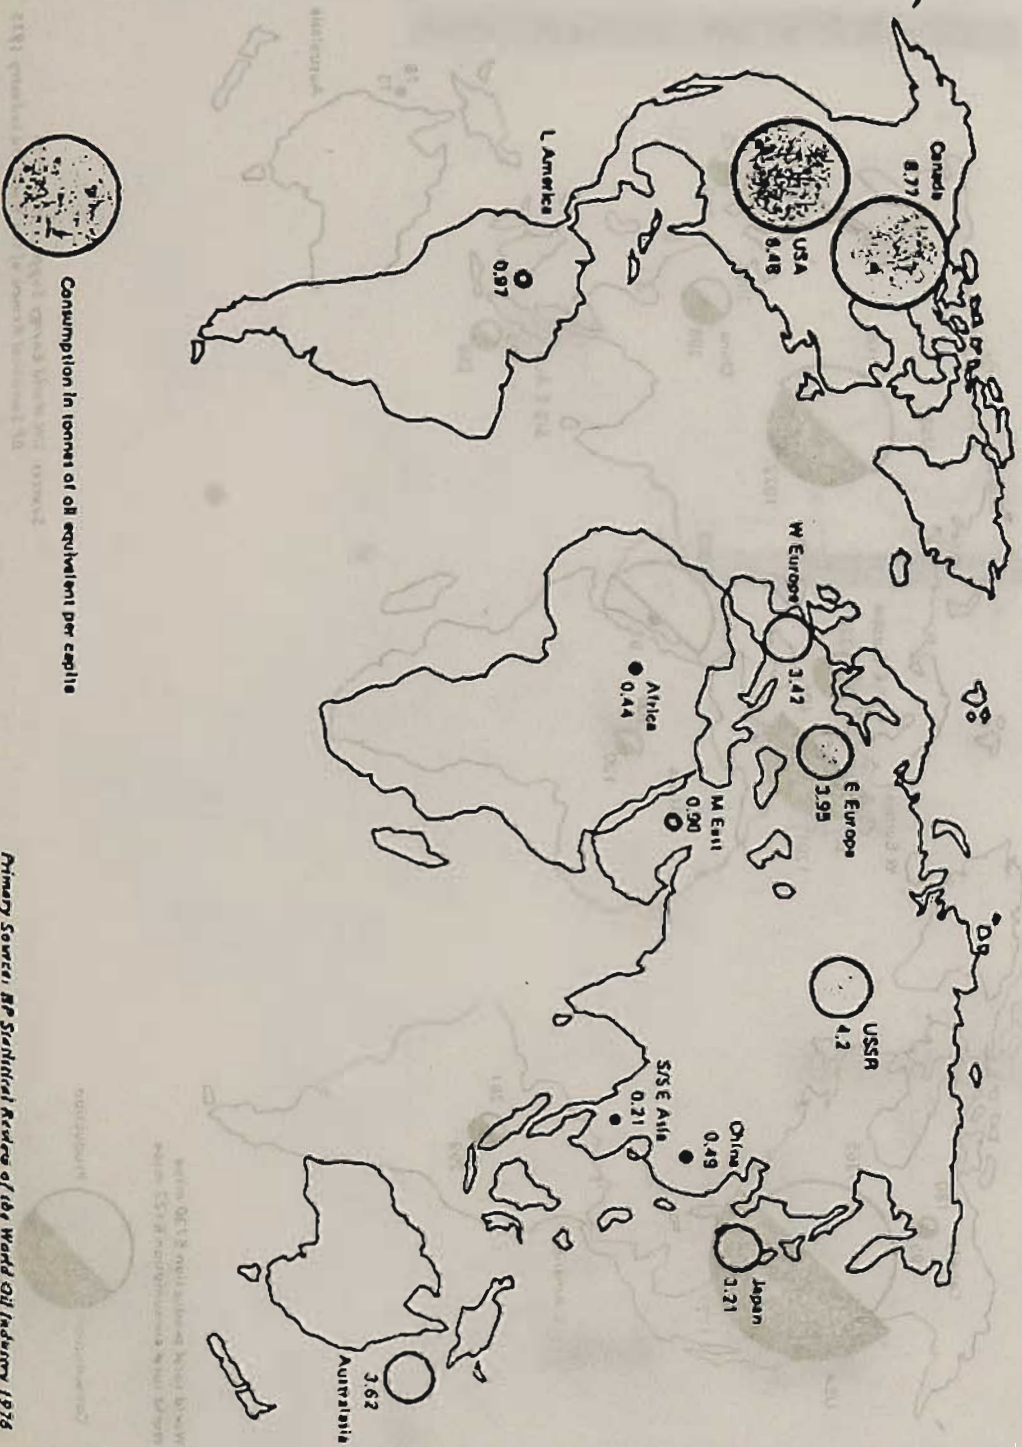 Canada
8.77
USA
8.48
L America
0.97
W Europe
3.42
E Europe
3.95
USSR
4.2
Africa
0.44
M East
0.90
S/S E Asia
0.21
China
0.49
Japan
3.21
Australasia
3.62
Consumption in tonnes of oil equivalent per capita
Primary Source: BP Statistical Review of the World Oil Industry 1976